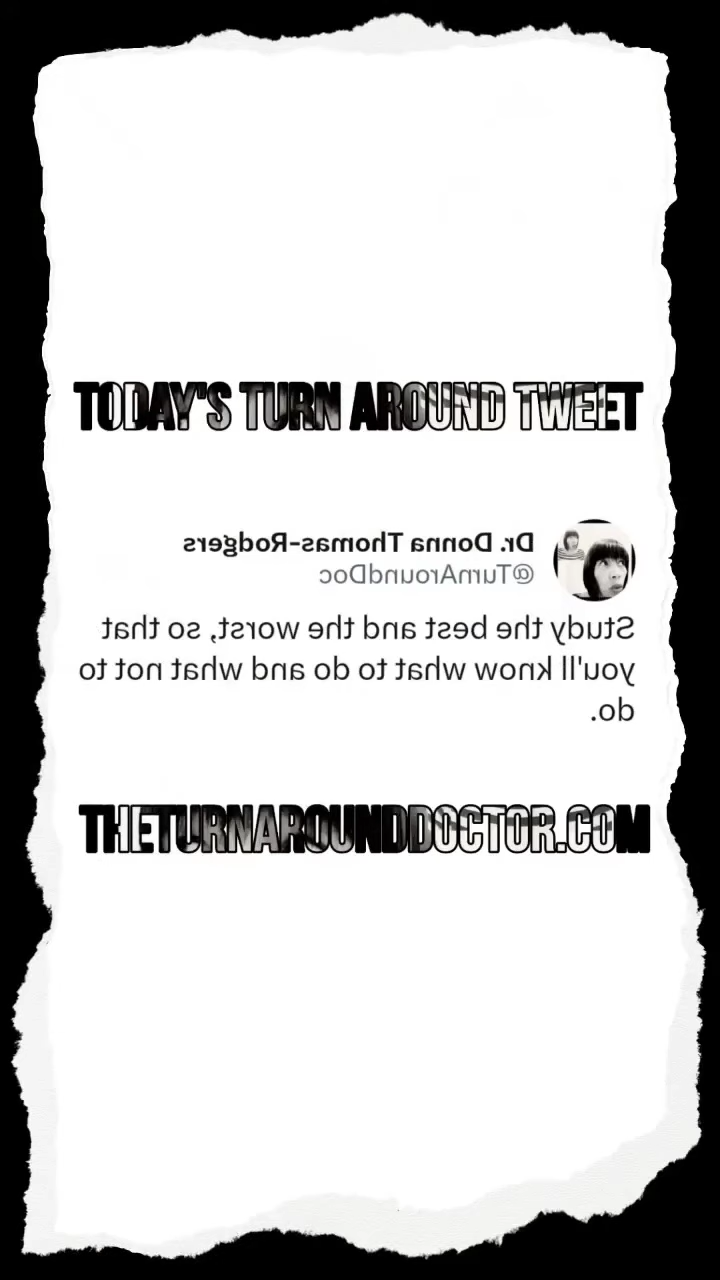 TODAY'S TURN AROUND TWEET
Dr. Donna Thomas-Rodgers
@TurnAroundDoc
Study the best and the worst, so that
you'll know what to do and what not to
do.
THETURNAROUNDDOCTOR.COM